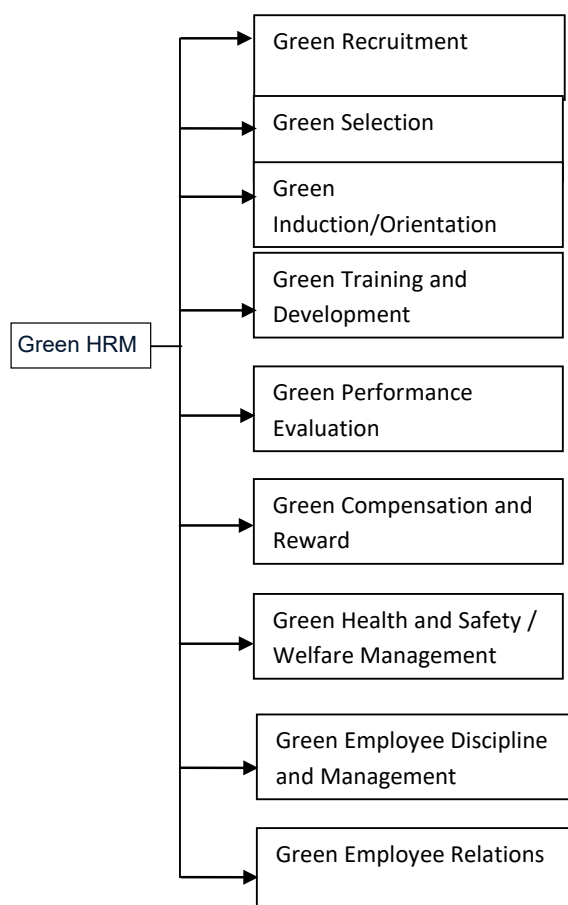 Green Recruitment
Green Selection
Green
Induction/Orientation
Green Training and
Development
Green HRM
Green Performance
Evaluation
Green Compensation and
Reward
Green Health and Safety /
Welfare Management
Green Employee Discipline
and Management
Green Employee Relations